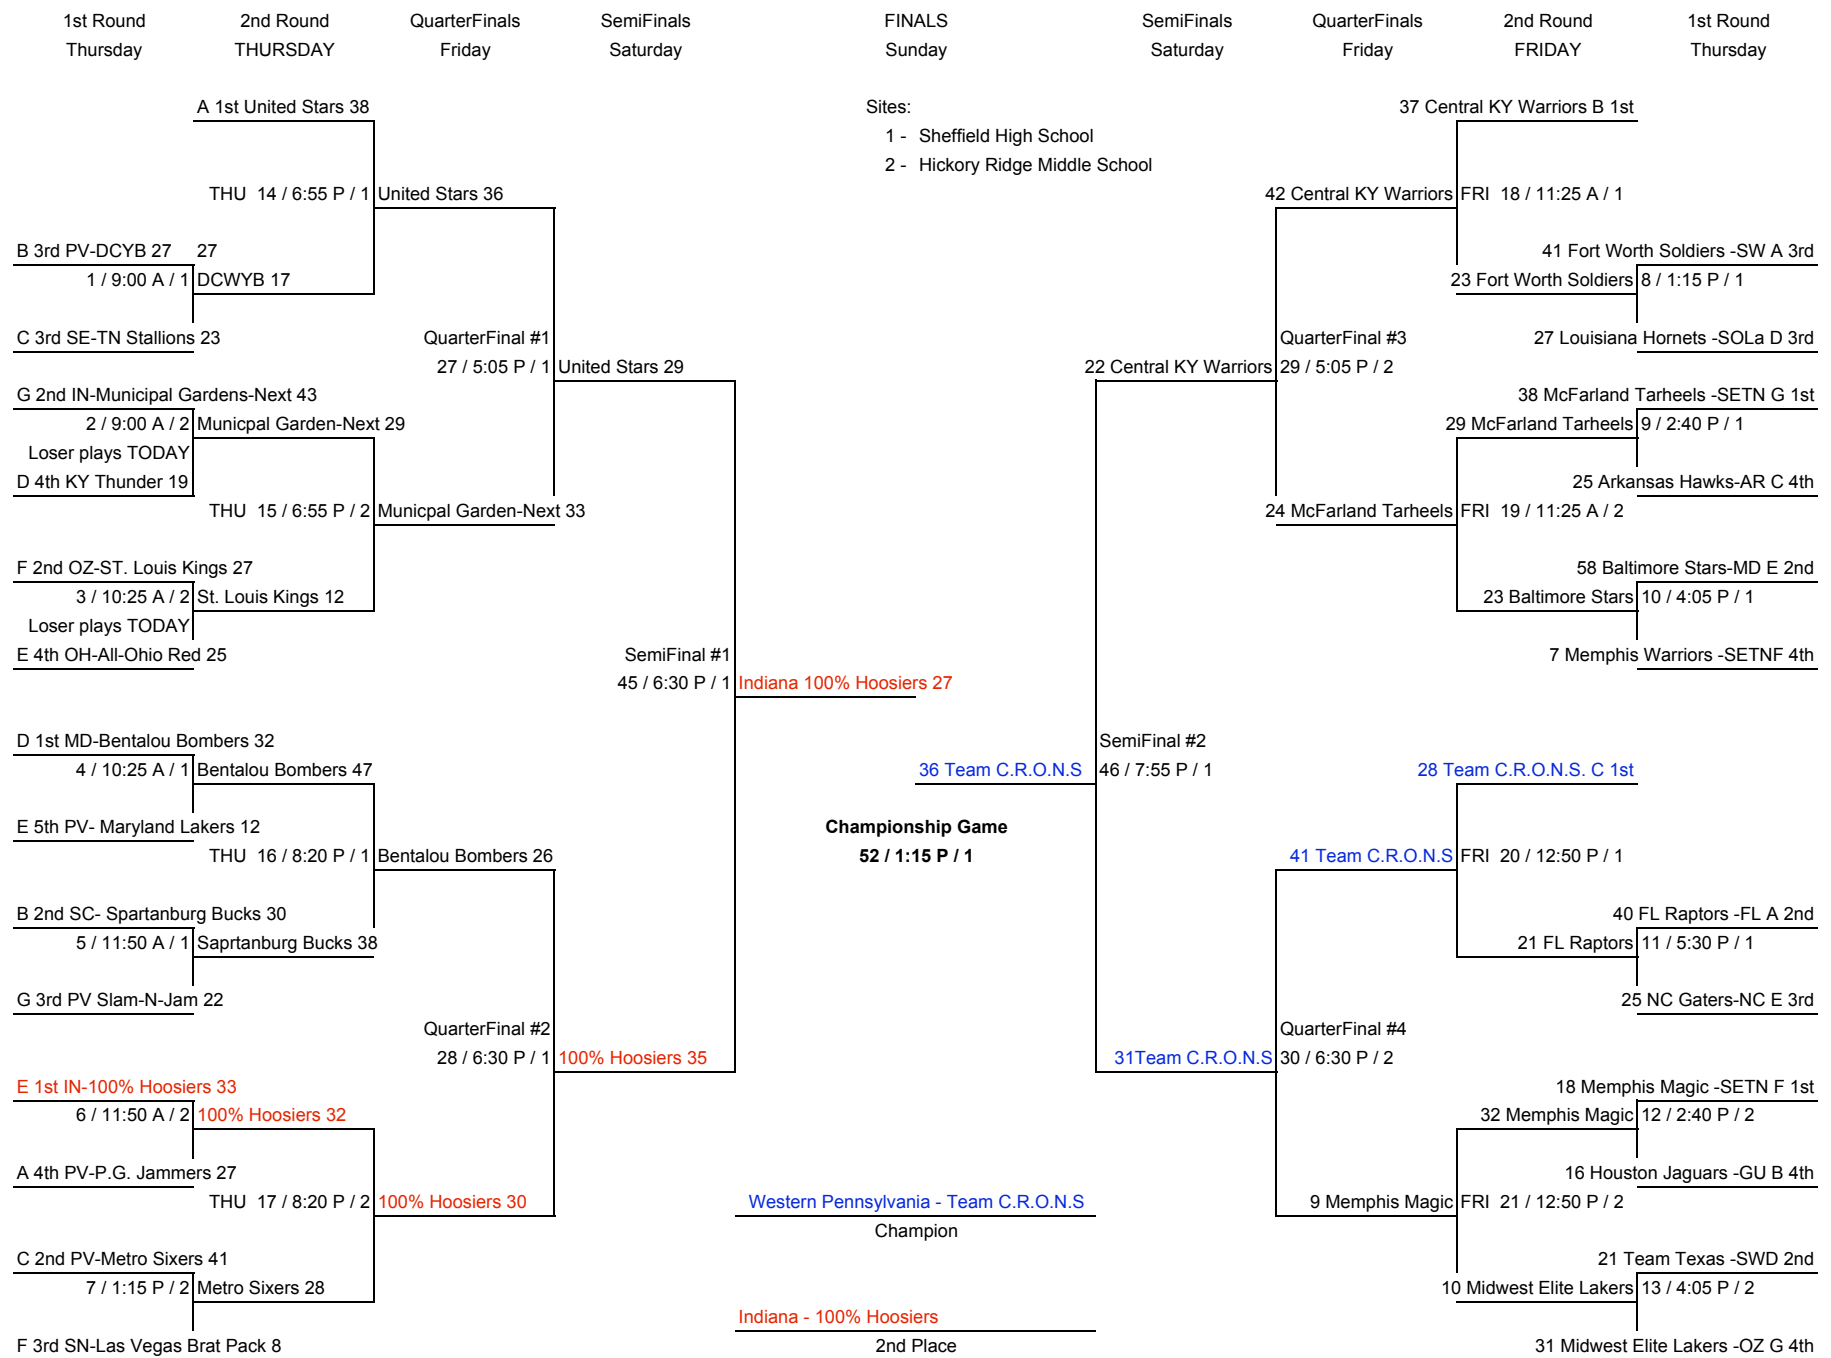 1st Round 2nd Round QuarterFinals SemiFinals FINALS SemiFinals QuarterFinals 2nd Round 1st Round
Thursday THURSDAY Friday Saturday Sunday Saturday Friday FRIDAY Thursday
A 1st United Stars 38 Sites: 37 Central KY Warriors B 1st
1 - Sheffield High School
2 - Hickory Ridge Middle School
THU 14 / 6:55 P / 1 United Stars 36 42 Central KY Warriors FRI 18 / 11:25 A / 1
B 3rd PV-DCYB 27 27 41 Fort Worth Soldiers -SW A 3rd
1 / 9:00 A / 1 DCWYB 17 23 Fort Worth Soldiers 8 / 1:15 P / 1
C 3rd SE-TN Stallions 23 QuarterFinal #1 QuarterFinal #3 27 Louisiana Hornets -SOLa D 3rd
27 / 5:05 P / 1 United Stars 29 22 Central KY Warriors 29 / 5:05 P / 2
G 2nd IN-Municipal Gardens-Next 43 38 McFarland Tarheels -SETN G 1st
2 / 9:00 A / 2 Municpal Garden-Next 29 29 McFarland Tarheels 9 / 2:40 P / 1
Loser plays TODAY
D 4th KY Thunder 19 25 Arkansas Hawks-AR C 4th
THU 15 / 6:55 P / 2 Municpal Garden-Next 33 24 McFarland Tarheels FRI 19 / 11:25 A / 2
F 2nd OZ-ST. Louis Kings 27 58 Baltimore Stars-MD E 2nd
3 / 10:25 A / 2 St. Louis Kings 12 23 Baltimore Stars 10 / 4:05 P / 1
Loser plays TODAY
E 4th OH-All-Ohio Red 25 SemiFinal #1 7 Memphis Warriors -SETNF 4th
45 / 6:30 P / 1 Indiana 100% Hoosiers 27
D 1st MD-Bentalou Bombers 32 SemiFinal #2
4 / 10:25 A / 1 Bentalou Bombers 47 36 Team C.R.O.N.S 46 / 7:55 P / 1 28 Team C.R.O.N.S. C 1st
E 5th PV- Maryland Lakers 12 Championship Game
THU 16 / 8:20 P / 1 Bentalou Bombers 26 52 / 1:15 P / 1 41 Team C.R.O.N.S FRI 20 / 12:50 P / 1
B 2nd SC- Spartanburg Bucks 30 40 FL Raptors -FL A 2nd
5 / 11:50 A / 1 Saprtanburg Bucks 38 21 FL Raptors 11 / 5:30 P / 1
G 3rd PV Slam-N-Jam 22 25 NC Gaters-NC E 3rd
QuarterFinal #2 QuarterFinal #4
28 / 6:30 P / 1 100% Hoosiers 35 31Team C.R.O.N.S 30 / 6:30 P / 2
E 1st IN-100% Hoosiers 33 18 Memphis Magic -SETN F 1st
6 / 11:50 A / 2 100% Hoosiers 32 32 Memphis Magic 12 / 2:40 P / 2
A 4th PV-P.G. Jammers 27 16 Houston Jaguars -GU B 4th
THU 17 / 8:20 P / 2 100% Hoosiers 30 Western Pennsylvania - Team C.R.O.N.S 9 Memphis Magic FRI 21 / 12:50 P / 2
Champion
C 2nd PV-Metro Sixers 41 21 Team Texas -SWD 2nd
7 / 1:15 P / 2 Metro Sixers 28 10 Midwest Elite Lakers 13 / 4:05 P / 2
Indiana - 100% Hoosiers
F 3rd SN-Las Vegas Brat Pack 8 2nd Place 31 Midwest Elite Lakers -OZ G 4th